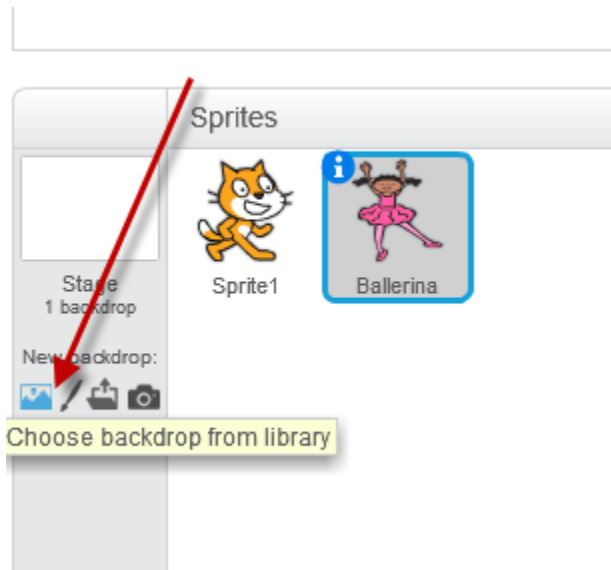 Sprites
i
Stage
1 backdrop
New backdrop:
Choose backdrop from library
Sprite1
Ballerina